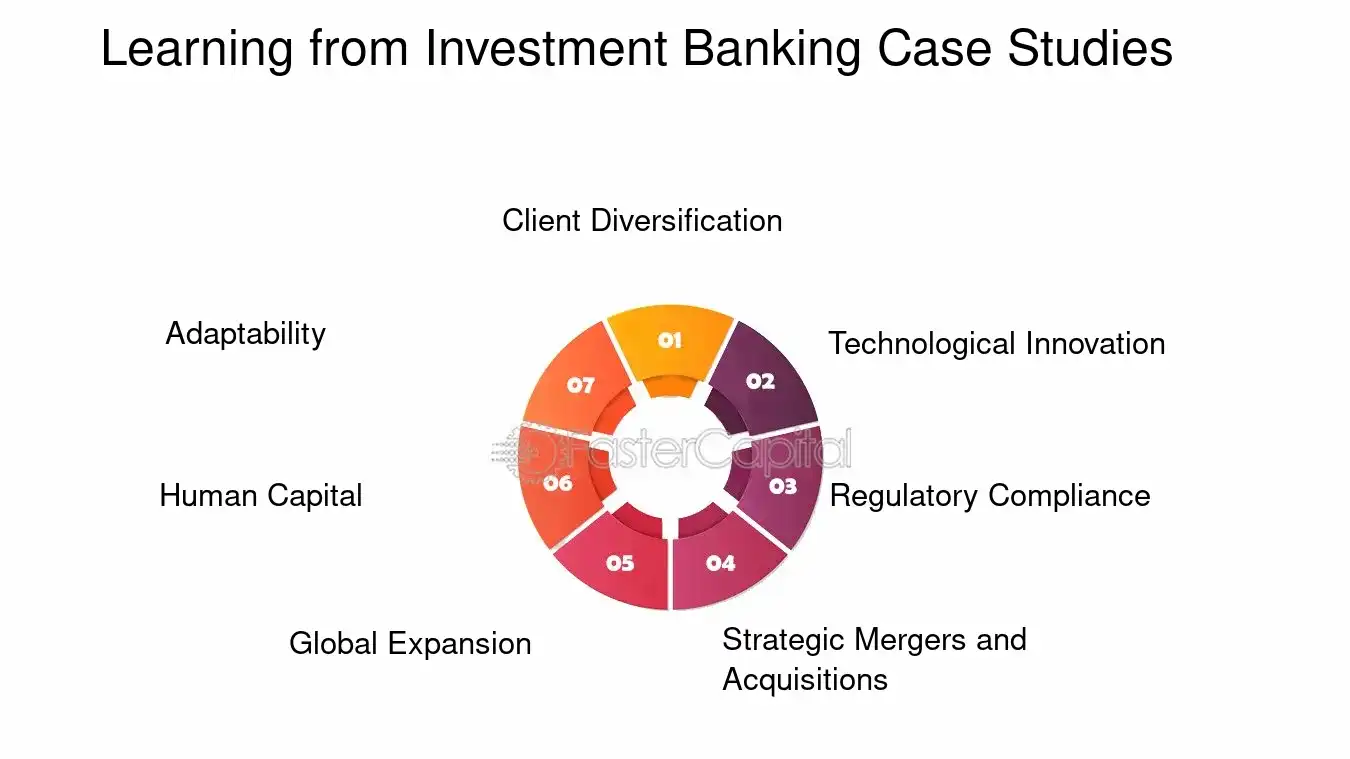 Learning from Investment Banking Case Studies
Client Diversification
Adaptability
01
07
02
Technological Innovation
FasterCapital
Human Capital
06
03
Regulatory Compliance
05
04
Global Expansion
Strategic Mergers and
Acquisitions